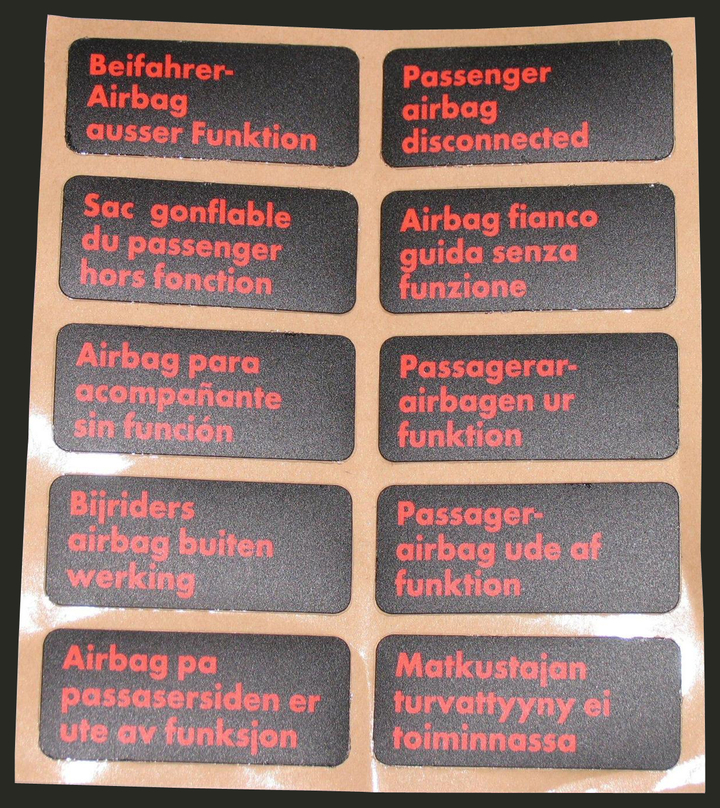 Beifahrer-
Airbag
ausser Funktion
Passenger
airbag
disconnected
Sac gonflable
du passenger
hors fonction
Airbag fianco
guida senza
funzione
Airbag para
acompañante
sin función
Passagerar-
airbagen ur
funktion
Bijriders
airbag buiten
werking
Passager-
airbag ude af
funktion
Airbag pa
passasersiden er
ute av funksjon
Matkustajan
turvattyyny ei
toiminnassa